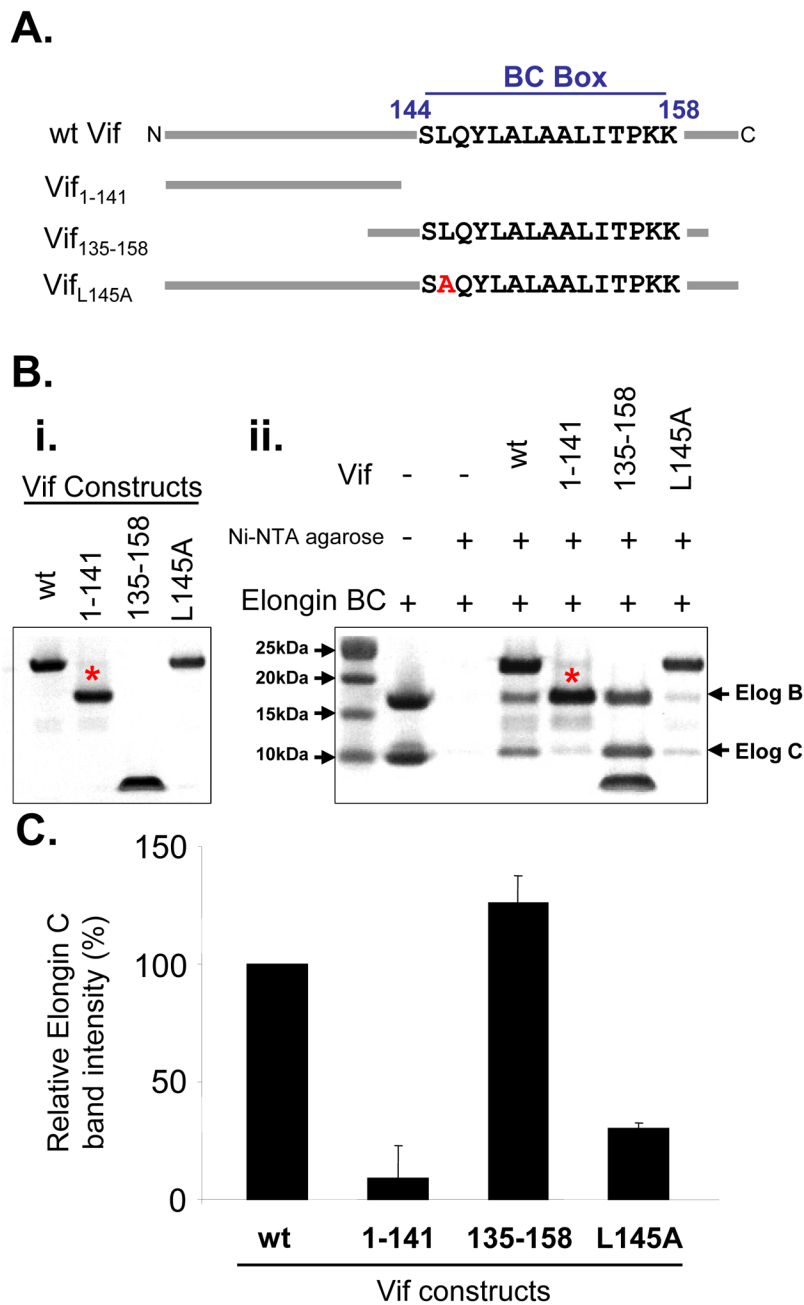 A.
BC Box
144 158
wt Vif N SLQYLALAALITPKK C
Vif1-141
Vif135-158 SLQYLALAALITPKK
VifL145A SAQYLALAALITPKK
B.
i.
Vif Constructs
wt 1-141 135-158 L145A
*
ii.
Vif - - wt 1-141 135-158 L145A
Ni-NTA agarose - + + + + +
Elongin BC + + + + + +
25kDa
20kDa
15kDa
10kDa
*
Elog B
Elog C
C.
Relative Elongin C
band intensity (%)
150
100
50
0
wt 1-141 135-158 L145A
Vif constructs